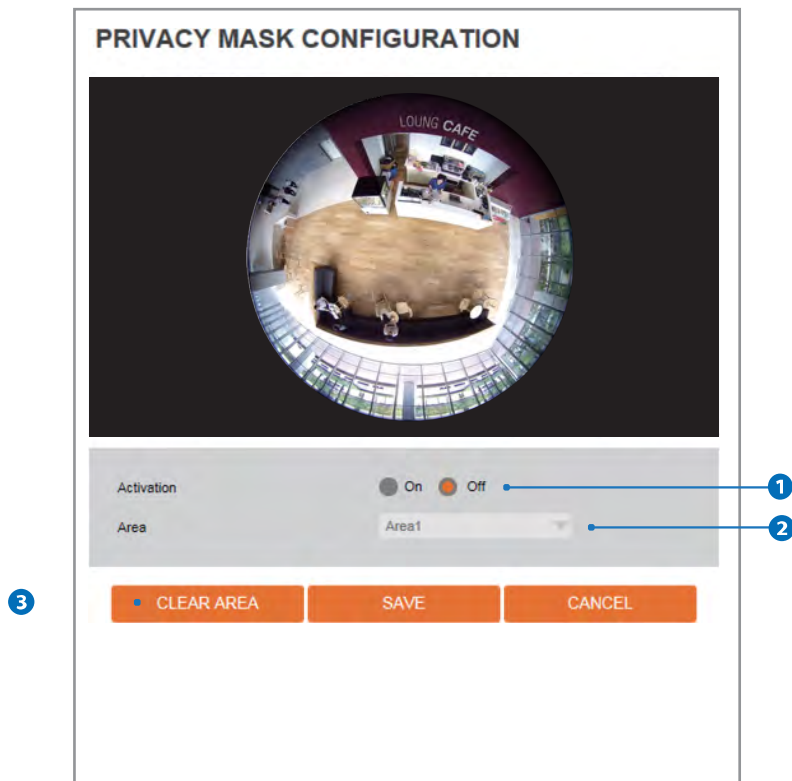 PRIVACY MASK CONFIGURATION
LOUNG CAFE
Activation On Off 1
Area Area1 2
3 CLEAR AREA SAVE CANCEL